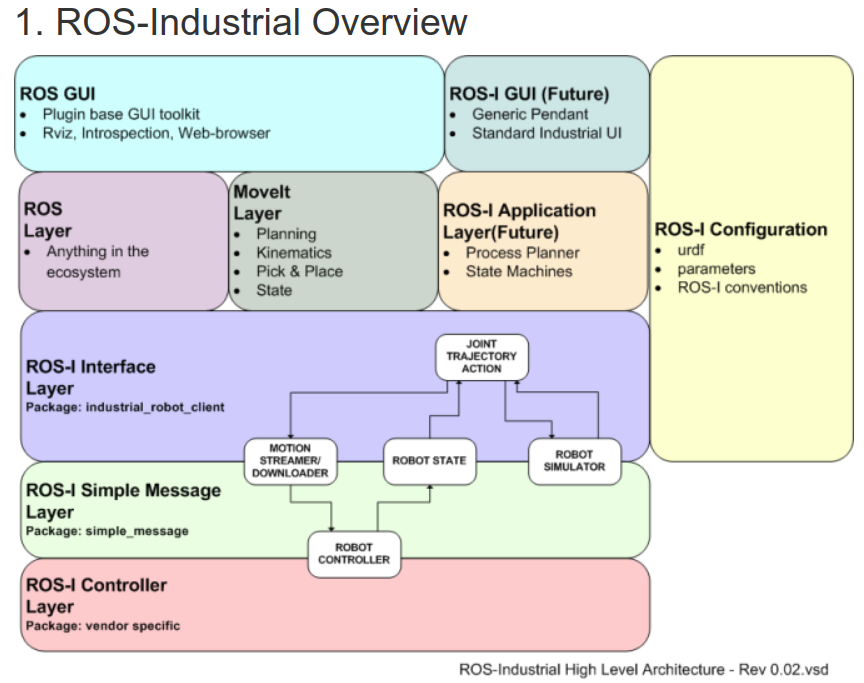 1. ROS-Industrial Overview
ROS GUI
• Plugin base GUI toolkit
• Rviz, Introspection, Web-browser
ROS-I GUI (Future)
• Generic Pendant
• Standard Industrial UI
ROS
Layer
• Anything in the
ecosystem
MoveIt
Layer
• Planning
• Kinematics
• Pick & Place
• State
ROS-I Application
Layer(Future)
• Process Planner
• State Machines
ROS-I Configuration
• urdf
• parameters
• ROS-I conventions
ROS-I Interface
Layer
Package: industrial_robot_client
JOINT
TRAJECTORY
ACTION
MOTION
STREAMER/
DOWNLOADER
ROBOT STATE
ROBOT
SIMULATOR
ROS-I Simple Message
Layer
Package: simple_message
ROBOT
CONTROLLER
ROS-I Controller
Layer
Package: vendor specific
ROS-Industrial High Level Architecture - Rev 0.02.vsd